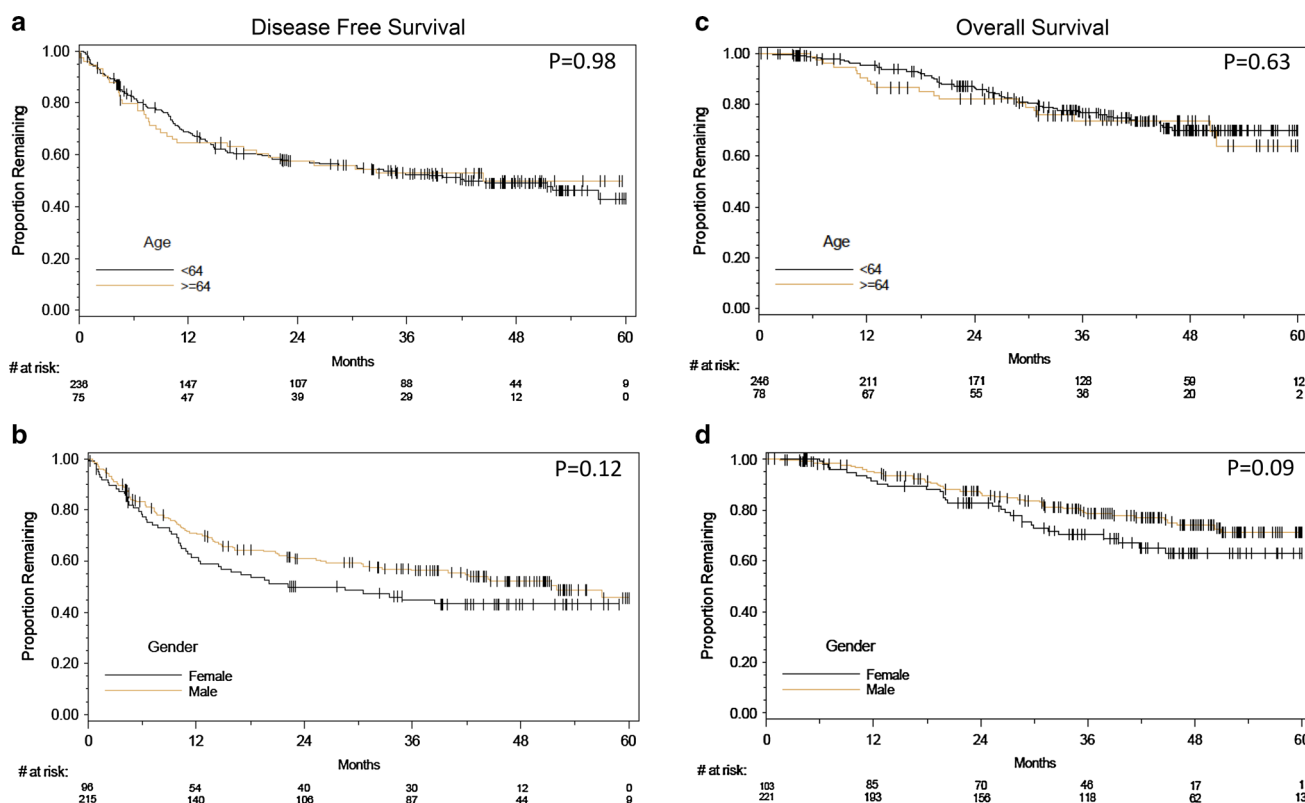 a
Disease Free Survival
P=0.98
Proportion Remaining
1.00
0.80
0.60
0.40
0.20
0.00
Age
<64
>=64
0 12 24 36 48 60
Months
# at risk:
236 147 107 88 44 9
75 47 39 29 12 0
c
Overall Survival
P=0.63
Proportion Remaining
1.00
0.80
0.60
0.40
0.20
0.00
Age
<64
>=64
0 12 24 36 48 60
Months
# at risk:
246 211 171 128 59 12
78 67 55 36 20 2
b
P=0.12
Proportion Remaining
1.00
0.80
0.60
0.40
0.20
0.00
Gender
Female
Male
0 12 24 36 48 60
Months
# at risk:
96 54 40 30 12 0
215 140 106 87 44 9
d
P=0.09
Proportion Remaining
1.00
0.80
0.60
0.40
0.20
0.00
Gender
Female
Male
0 12 24 36 48 60
Months
# at risk:
103 85 70 46 17 1
221 193 156 118 62 13